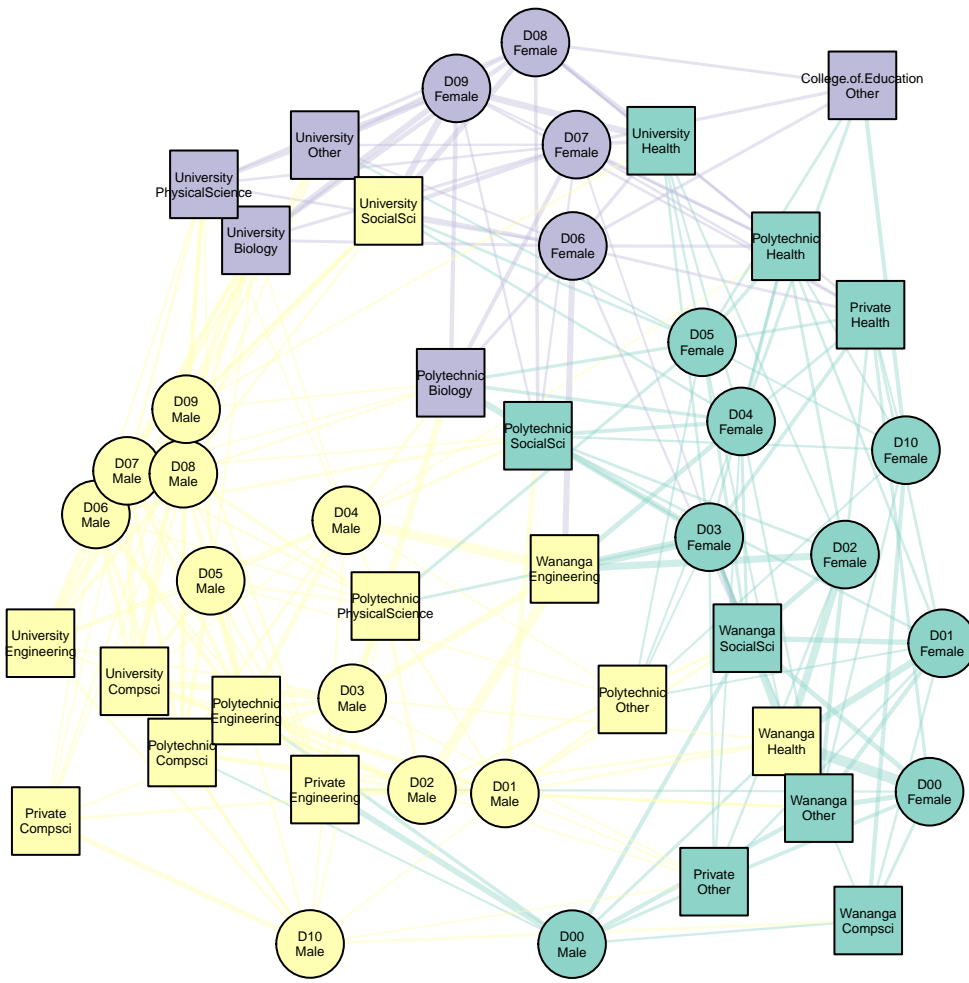 D08
Female
D09
Female
College.of.Education
Other
D07
Female
University
Health
University
Other
University
PhysicalScience
University
SocialSci
University
Biology
D06
Female
Polytechnic
Health
Private
Health
D05
Female
Polytechnic
Biology
D09
Male
D04
Female
Polytechnic
SocialSci
D10
Female
D07
Male
D08
Male
D06
Male
D04
Male
D03
Female
D02
Female
Wananga
Engineering
D05
Male
Polytechnic
PhysicalScience
University
Engineering
Wananga
SocialSci
D01
Female
University
Compsci
D03
Male
Polytechnic
Other
Polytechnic
Engineering
Polytechnic
Compsci
Wananga
Health
Private
Engineering
D02
Male
D01
Male
D00
Female
Wananga
Other
Private
Compsci
Private
Other
Wananga
Compsci
D10
Male
D00
Male